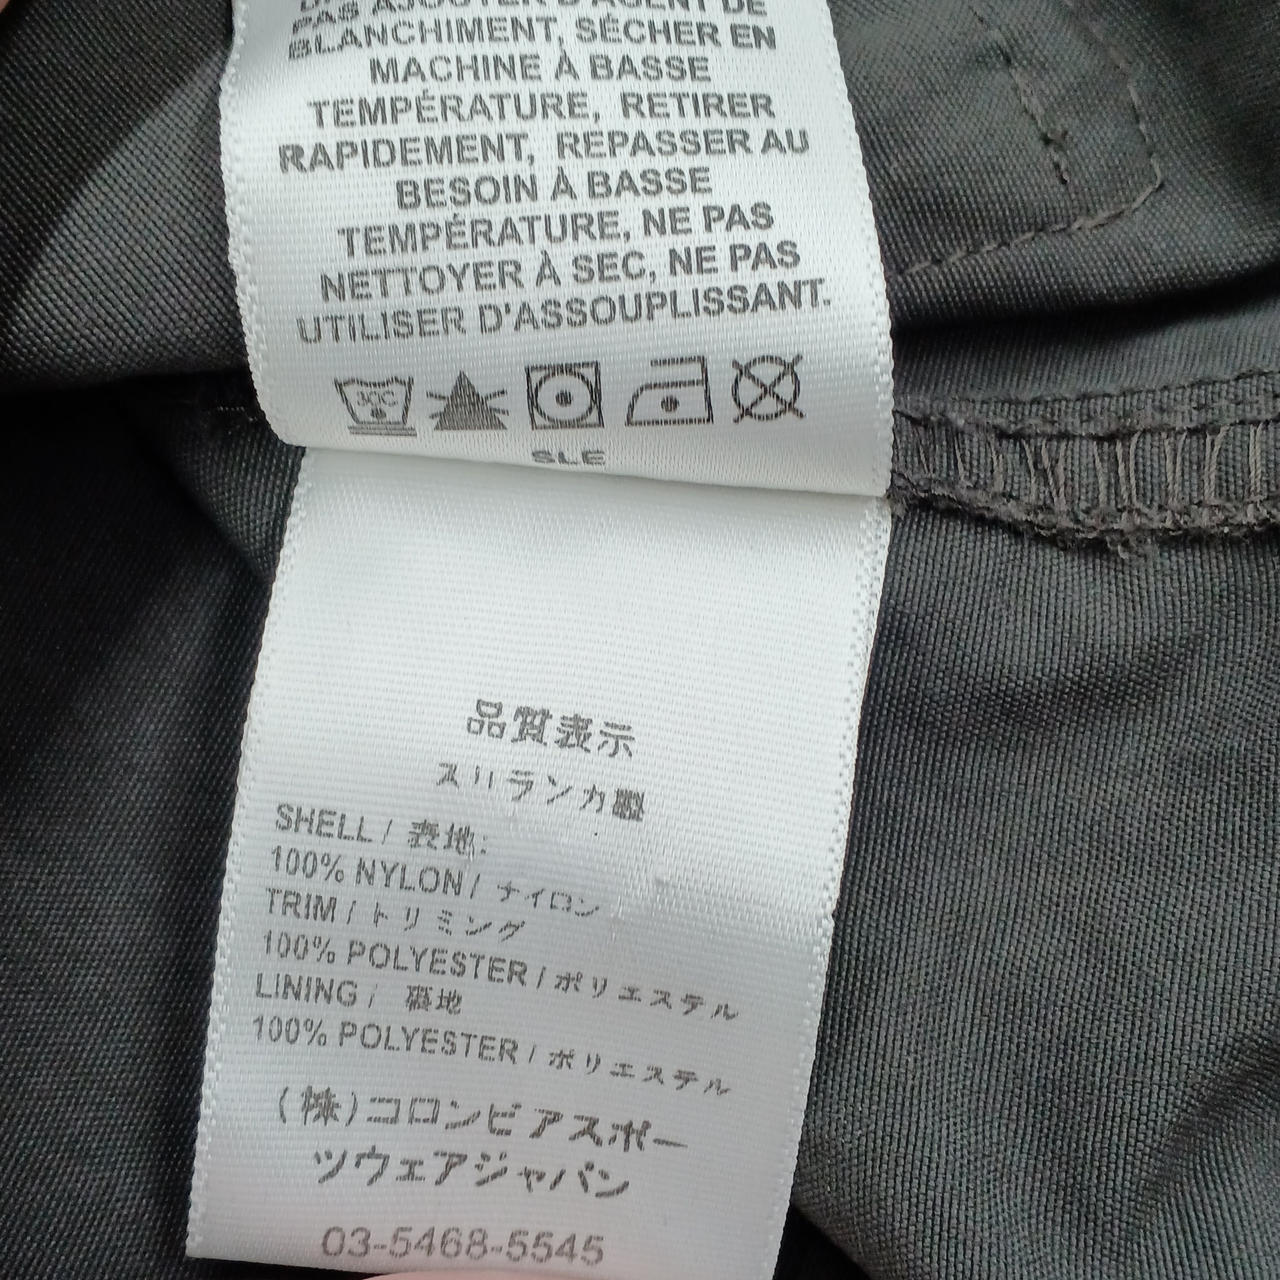 PAS AJOUTER D'AGENT DE
BLANCHIMENT, SÉCHER EN
MACHINE À BASSE
TEMPÉRATURE, RETIRER
RAPIDEMENT, REPASSER AU
BESOIN À BASSE
TEMPÉRATURE, NE PAS
NETTOYER À SEC, NE PAS
UTILISER D'ASSOUPLISSANT.
30C
SLE
品質表示
スリランカ製
SHELL / 表地:
100% NYLON / ナイロン
TRIM / トリミング
100% POLYESTER / ポリエステル
LINING / 裏地
100% POLYESTER / ポリエステル
(株)コロンビアスポー
ツウェアジャパン
03-5468-5545